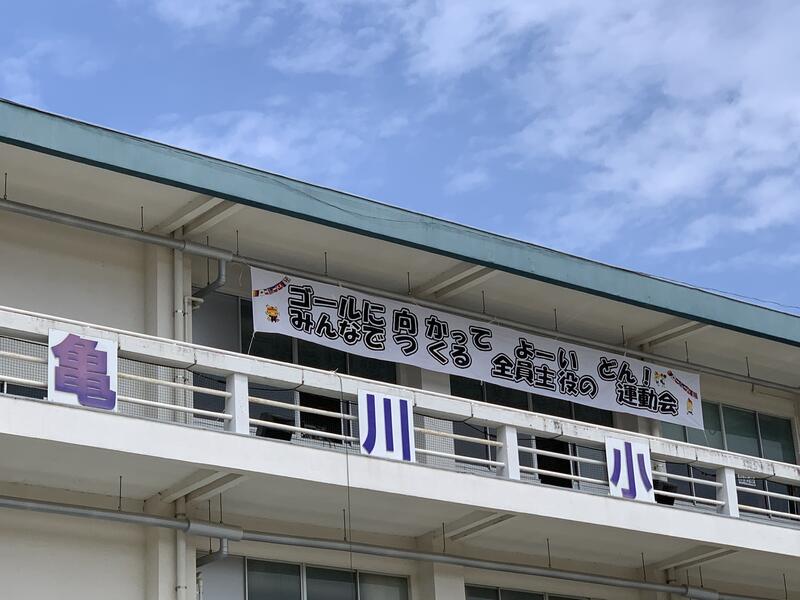 ゴールに 向かって よーい どん!
みんなでつくる 全員主役の 運動会
亀 川 小